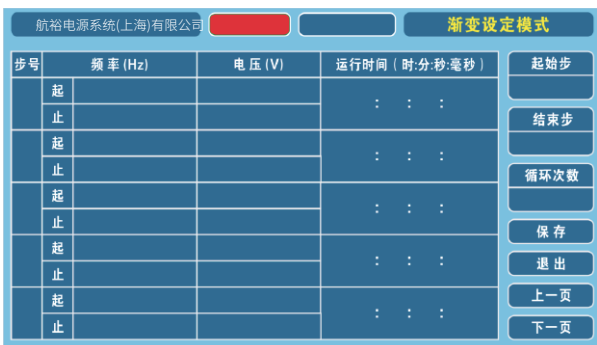 航裕电源系统(上海)有限公司 渐变设定模式
步号 频率(Hz) 电压(V) 运行时间(时:分:秒:毫秒) 起始步
起
: : :
止
结束步
起
: : :
止
循环次数
起
: : :
止
保存
起
: : :
止
退出
起
: : :
止
上一页
下一页